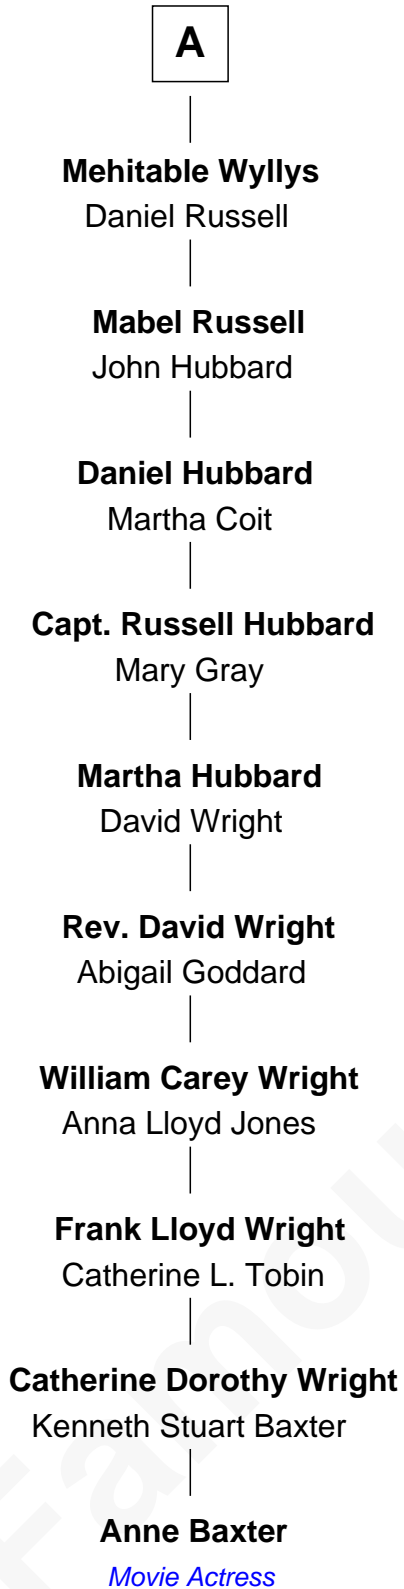 A
Mehitable Wyllys
Daniel Russell
Mabel Russell
John Hubbard
Daniel Hubbard
Martha Coit
Capt. Russell Hubbard
Mary Gray
Martha Hubbard
David Wright
Rev. David Wright
Abigail Goddard
William Carey Wright
Anna Lloyd Jones
Frank Lloyd Wright
Catherine L. Tobin
Catherine Dorothy Wright
Kenneth Stuart Baxter
Anne Baxter
Movie Actress